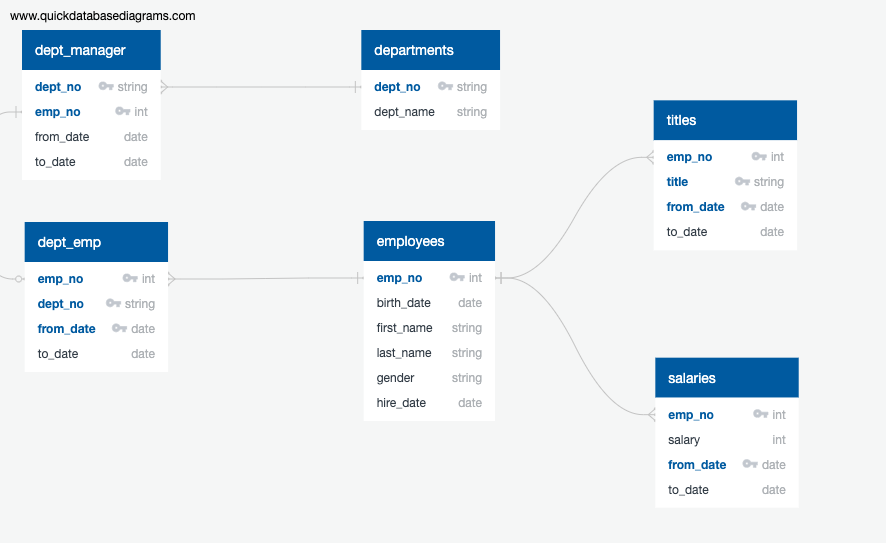 www.quickdatabasediagrams.com
dept_manager
dept_no string
emp_no int
from_date date
to_date date
departments
dept_no string
dept_name string
titles
emp_no int
title string
from_date date
to_date date
dept_emp
emp_no int
dept_no string
from_date date
to_date date
employees
emp_no int
birth_date date
first_name string
last_name string
gender string
hire_date date
salaries
emp_no int
salary int
from_date date
to_date date